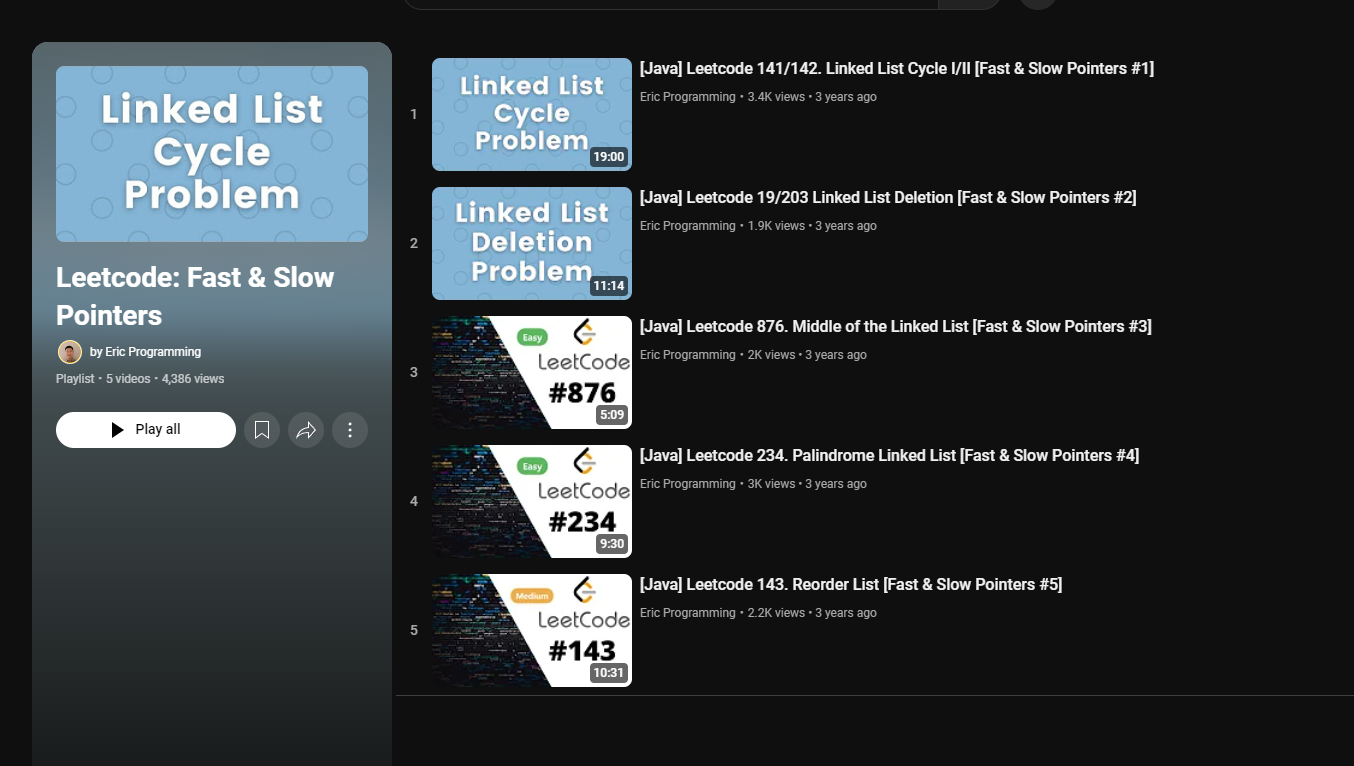 Linked List
Cycle
Problem
Leetcode: Fast & Slow
Pointers
by Eric Programming
Playlist • 5 videos • 4,386 views
Play all
1
Linked List
Cycle
Problem
19:00
[Java] Leetcode 141/142. Linked List Cycle I/II [Fast & Slow Pointers #1]
Eric Programming • 3.4K views • 3 years ago
2
Linked List
Deletion
Problem
11:14
[Java] Leetcode 19/203 Linked List Deletion [Fast & Slow Pointers #2]
Eric Programming • 1.9K views • 3 years ago
3
Easy
LeetCode
#876
5:09
[Java] Leetcode 876. Middle of the Linked List [Fast & Slow Pointers #3]
Eric Programming • 2K views • 3 years ago
4
Easy
LeetCode
#234
9:30
[Java] Leetcode 234. Palindrome Linked List [Fast & Slow Pointers #4]
Eric Programming • 3K views • 3 years ago
5
Medium
LeetCode
#143
10:31
[Java] Leetcode 143. Reorder List [Fast & Slow Pointers #5]
Eric Programming • 2.2K views • 3 years ago